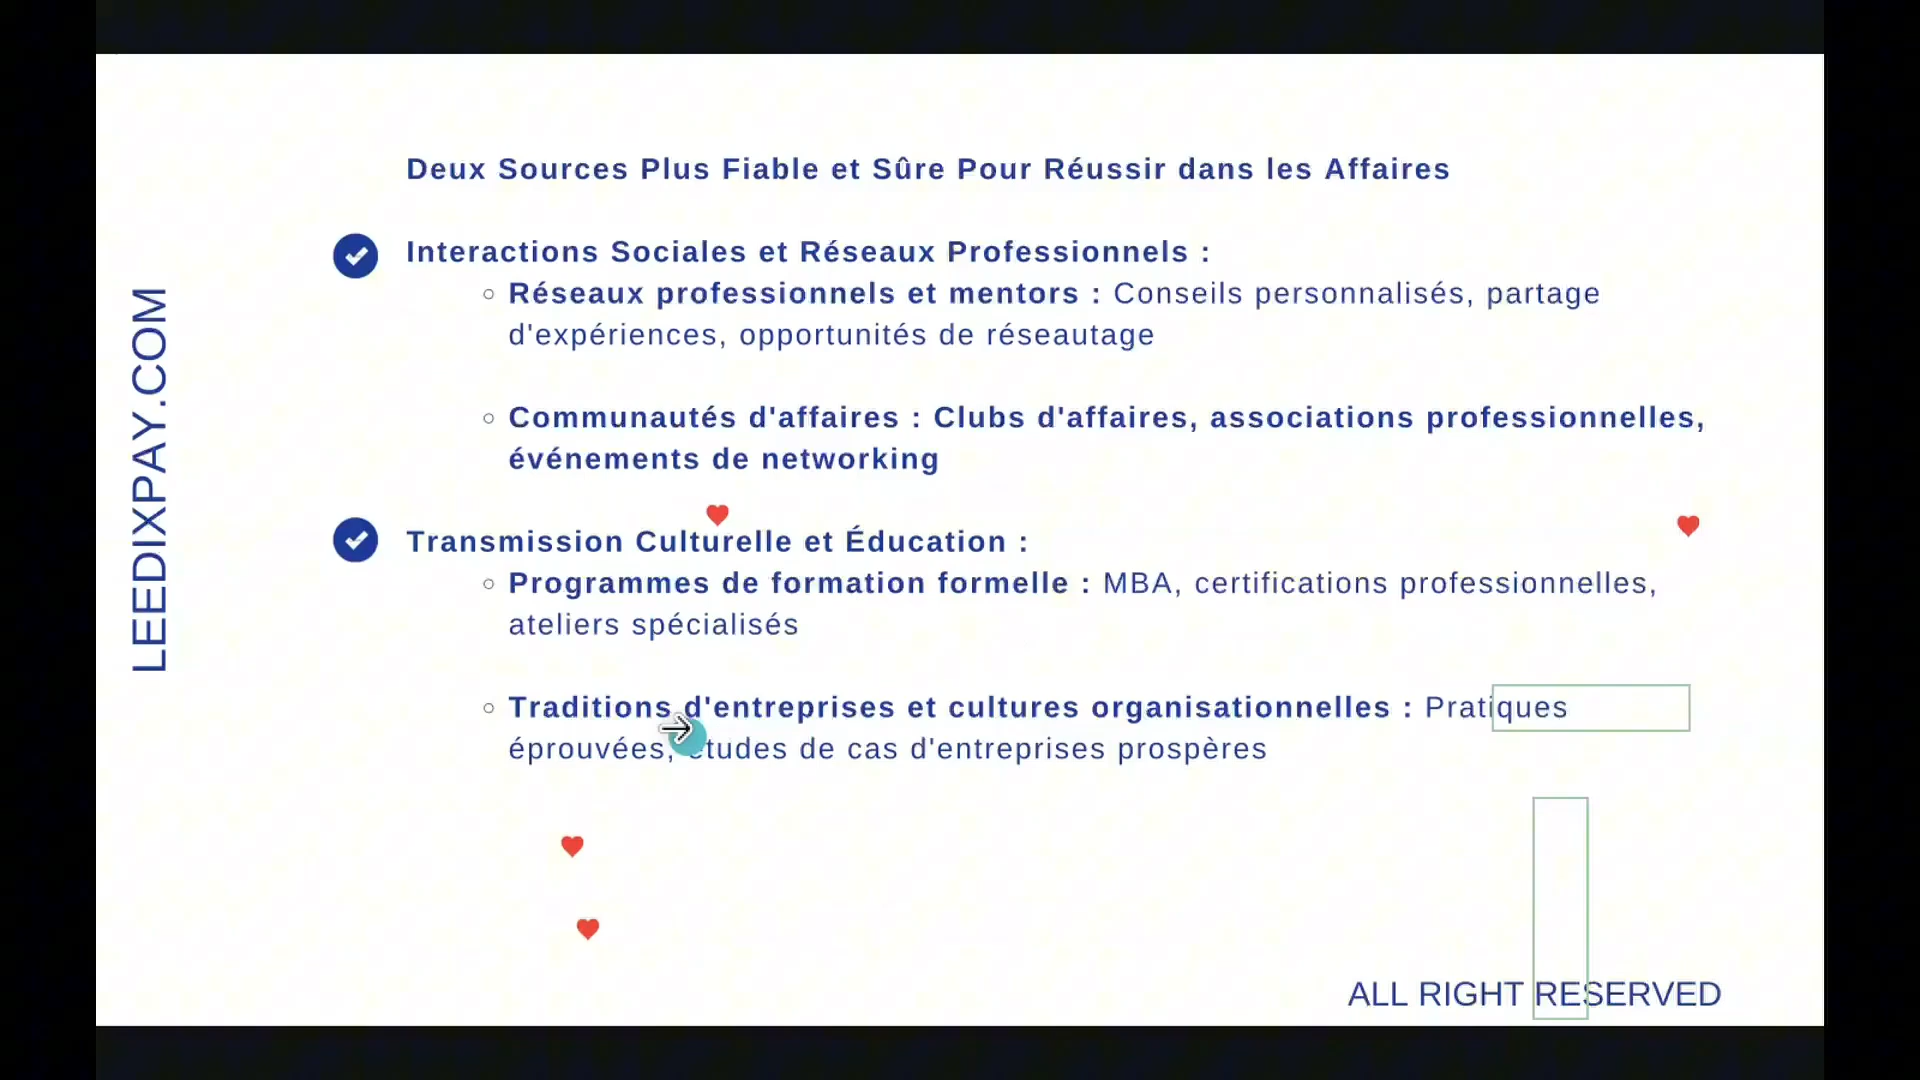 Deux Sources Plus Fiable et Sûre Pour Réussir dans les Affaires
Interactions Sociales et Réseaux Professionnels :
Réseaux professionnels et mentors : Conseils personnalisés, partage
d'expériences, opportunités de réseautage
Communautés d'affaires : Clubs d'affaires, associations professionnelles,
événements de networking
Transmission Culturelle et Éducation :
Programmes de formation formelle : MBA, certifications professionnelles,
ateliers spécialisés
Traditions d'entreprises et cultures organisationnelles : Pratiques
éprouvées, études de cas d'entreprises prospères
LEEDIXPAY.COM
ALL RIGHT RESERVED